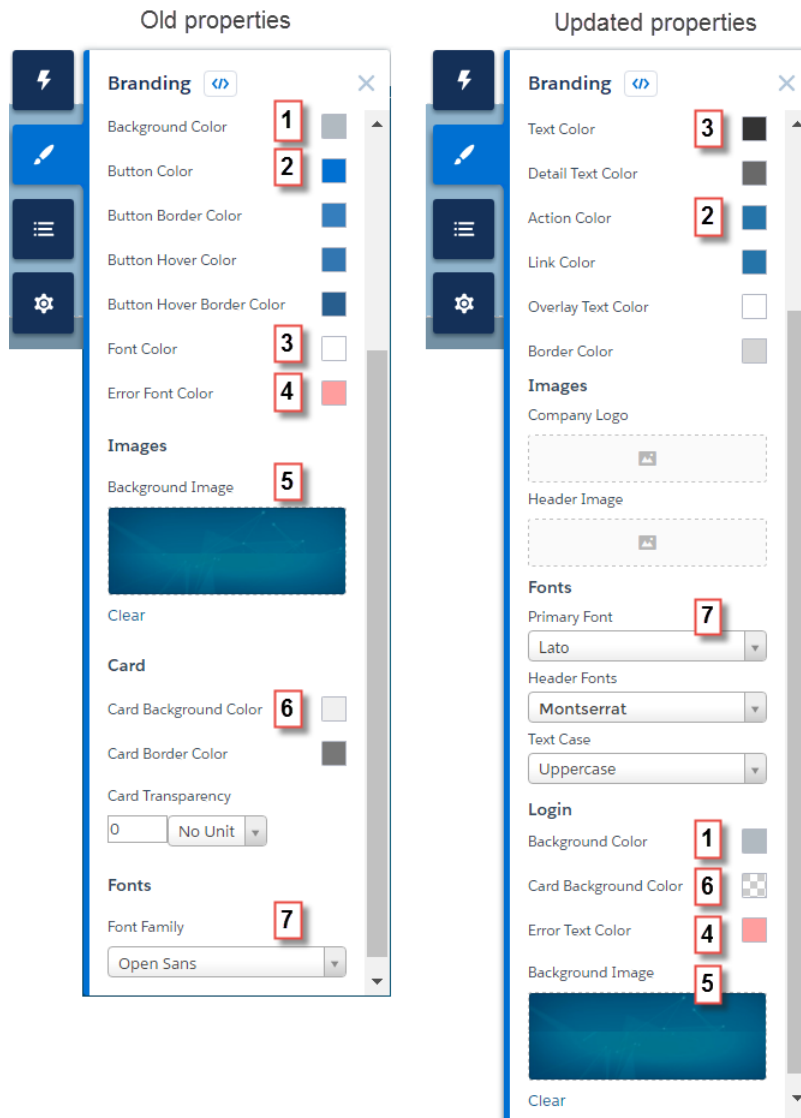 Old properties
Branding </>
Background Color 1
Button Color 2
Button Border Color
Button Hover Color
Button Hover Border Color
Font Color 3
Error Font Color 4
Images
Background Image 5
Clear
Card
Card Background Color 6
Card Border Color
Card Transparency
0 No Unit
Fonts
Font Family 7
Open Sans
Updated properties
Branding </>
Text Color 3
Detail Text Color
Action Color 2
Link Color
Overlay Text Color
Border Color
Images
Company Logo
Header Image
Fonts
Primary Font 7
Lato
Header Fonts
Montserrat
Text Case
Uppercase
Login
Background Color 1
Card Background Color 6
Error Text Color 4
Background Image 5
Clear